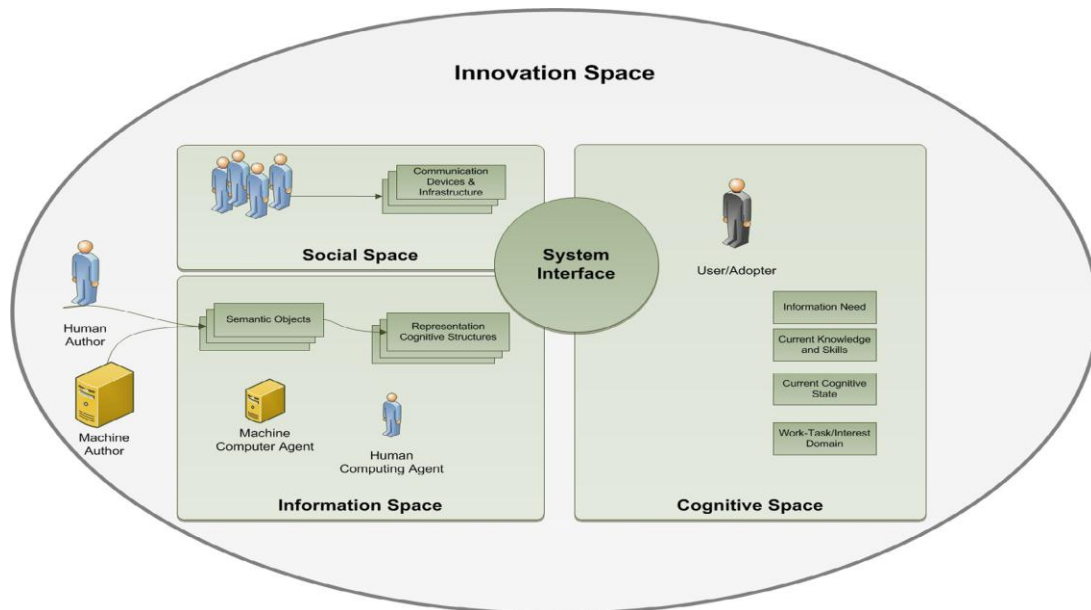 Innovation Space
Communication
Devices &
Infrastructure
Social Space
System
Interface
User/Adopter
Information Need
Current Knowledge
and Skills
Current Cognitive
State
Work-Task/Interest
Domain
Cognitive Space
Human
Author
Machine
Author
Semantic Objects
Representation
Cognitive Structures
Machine
Computer Agent
Human
Computing Agent
Information Space